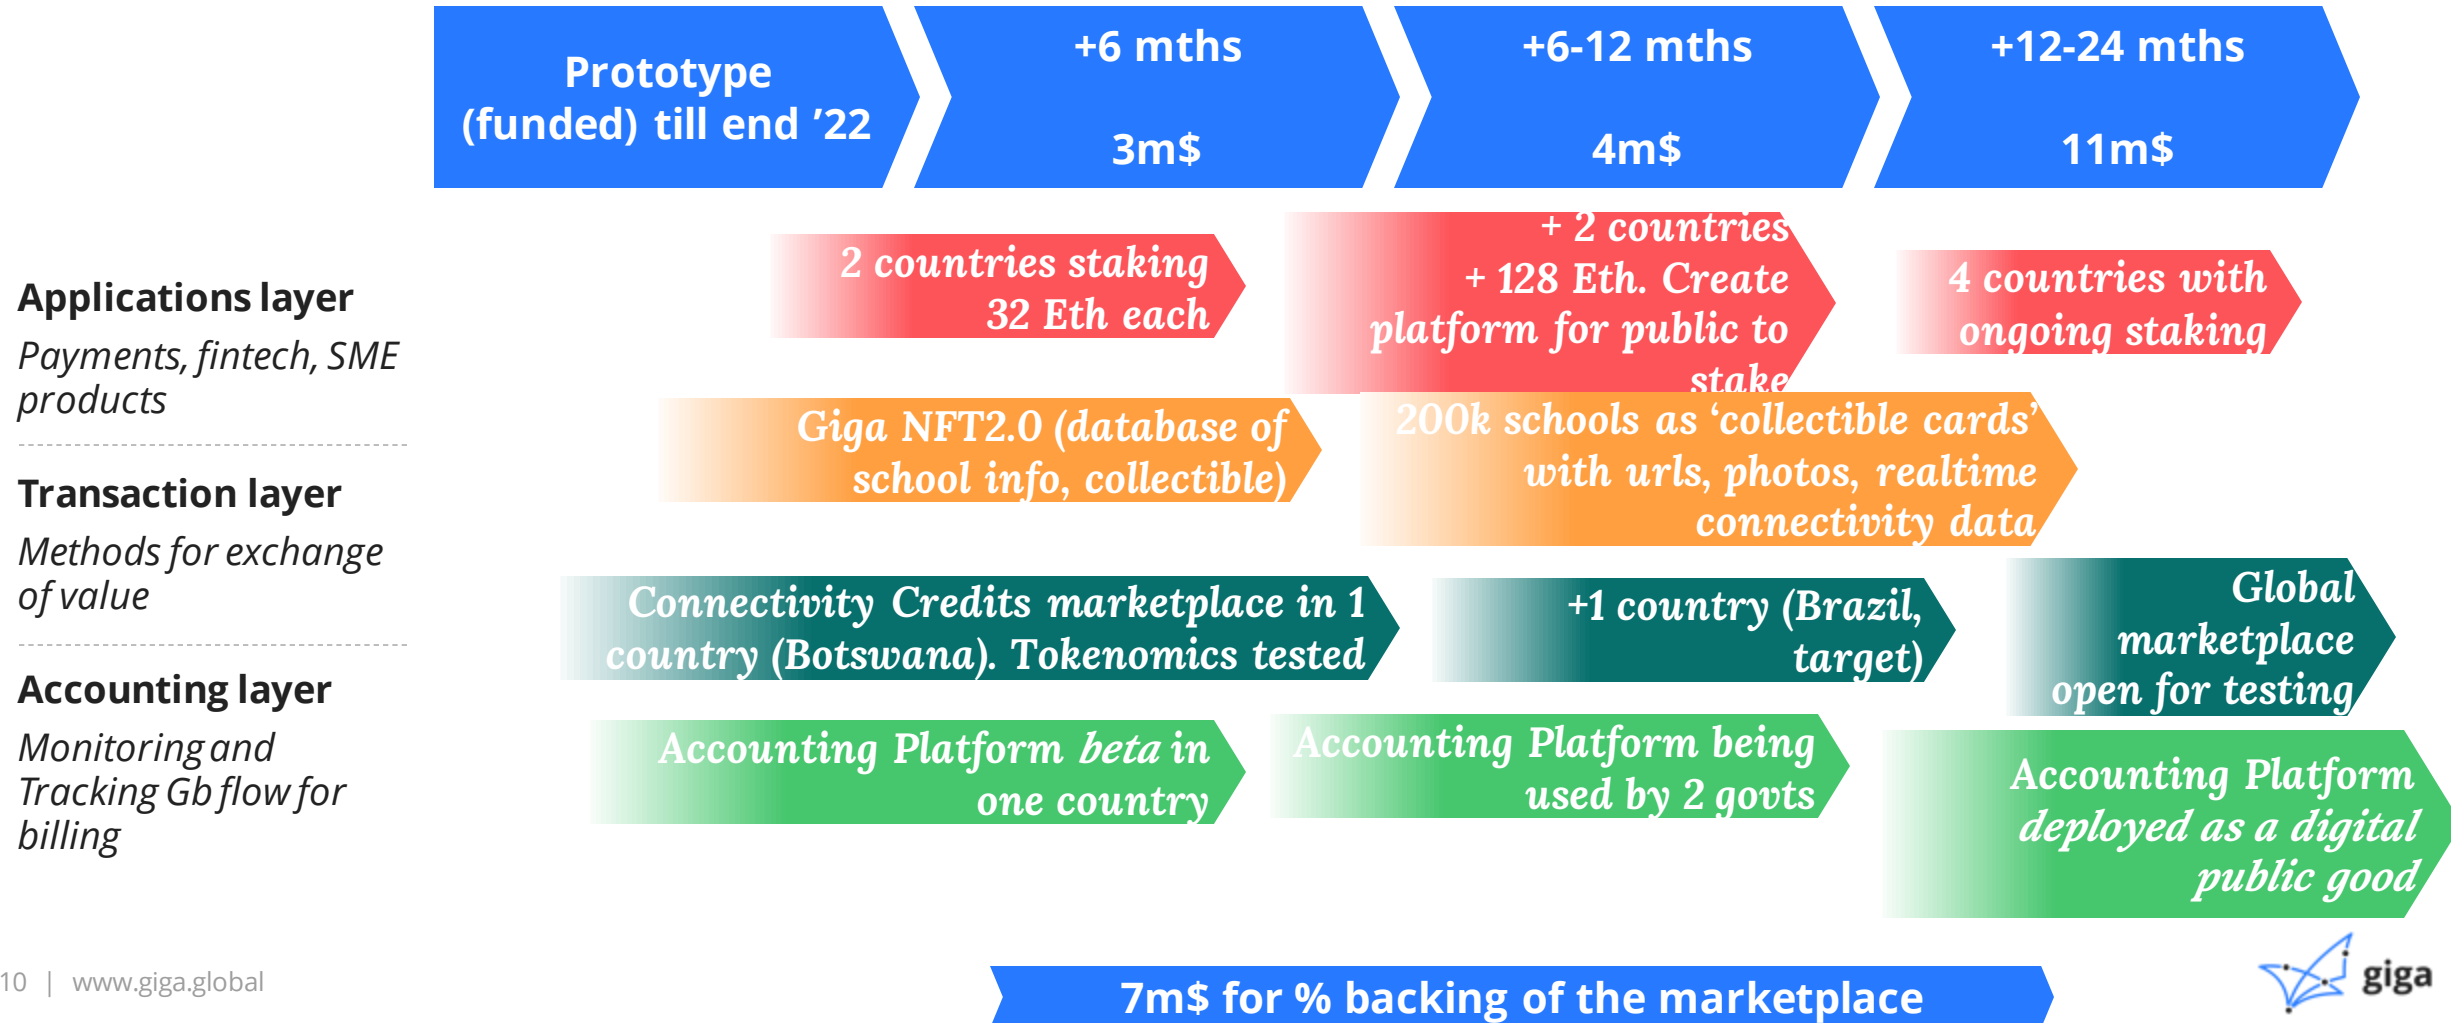 Prototype
(funded) till end ’22
+6 mths
3m$
+6-12 mths
4m$
+12-24 mths
11m$
Applications layer
Payments, fintech, SME
products
Transaction layer
Methods for exchange
of value
Accounting layer
Monitoring and
Tracking Gb flow for
billing
2 countries staking
32 Eth each
+ 2 countries
+ 128 Eth. Create
platform for public to
stake
4 countries with
ongoing staking
Giga NFT2.0 (database of
school info, collectible)
200k schools as ‘collectible cards’
with urls, photos, realtime
connectivity data
Connectivity Credits marketplace in 1
country (Botswana). Tokenomics tested
+1 country (Brazil,
target)
Global
marketplace
open for testing
Accounting Platform beta in
one country
Accounting Platform being
used by 2 govts
Accounting Platform
deployed as a digital
public good
10 | www.giga.global
7m$ for % backing of the marketplace
giga